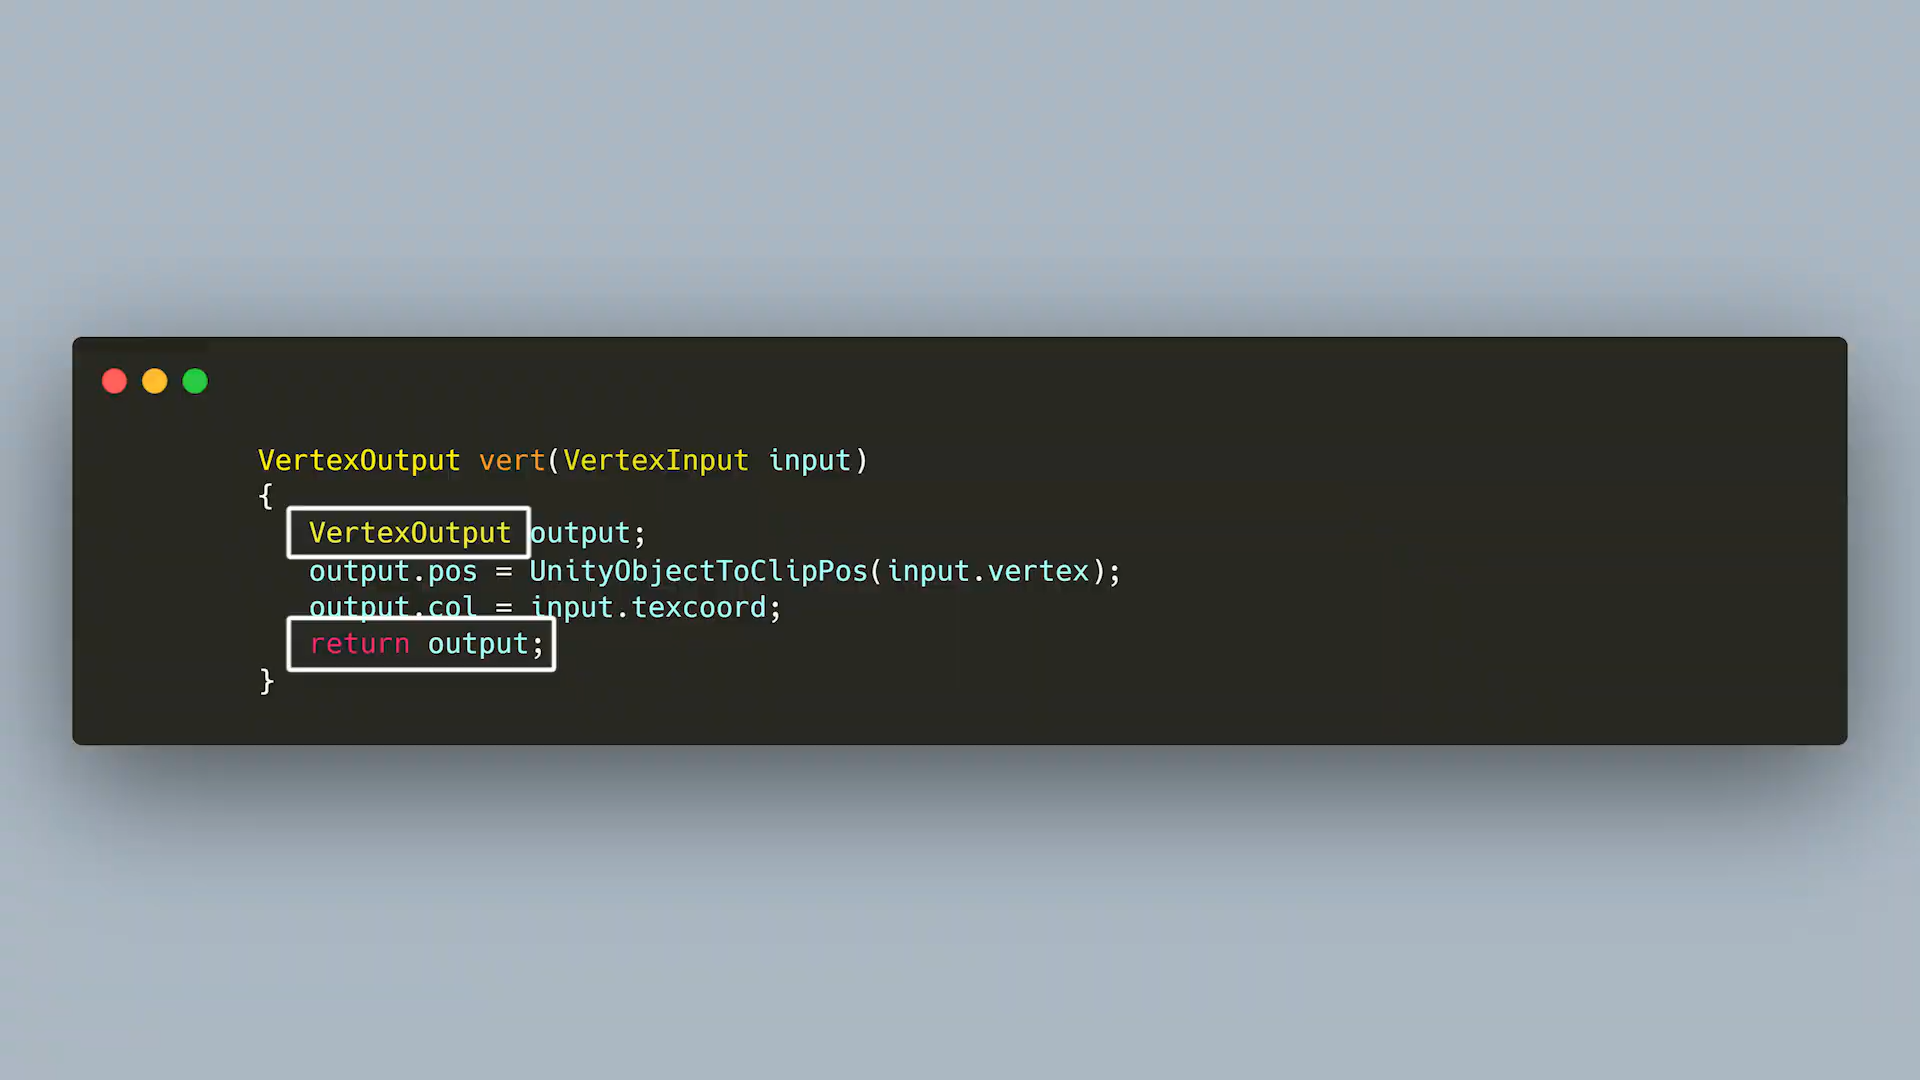 VertexOutput vert(VertexInput input)
{
VertexOutput output;
output.pos = UnityObjectToClipPos(input.vertex);
output.col = input.texcoord;
return output;
}